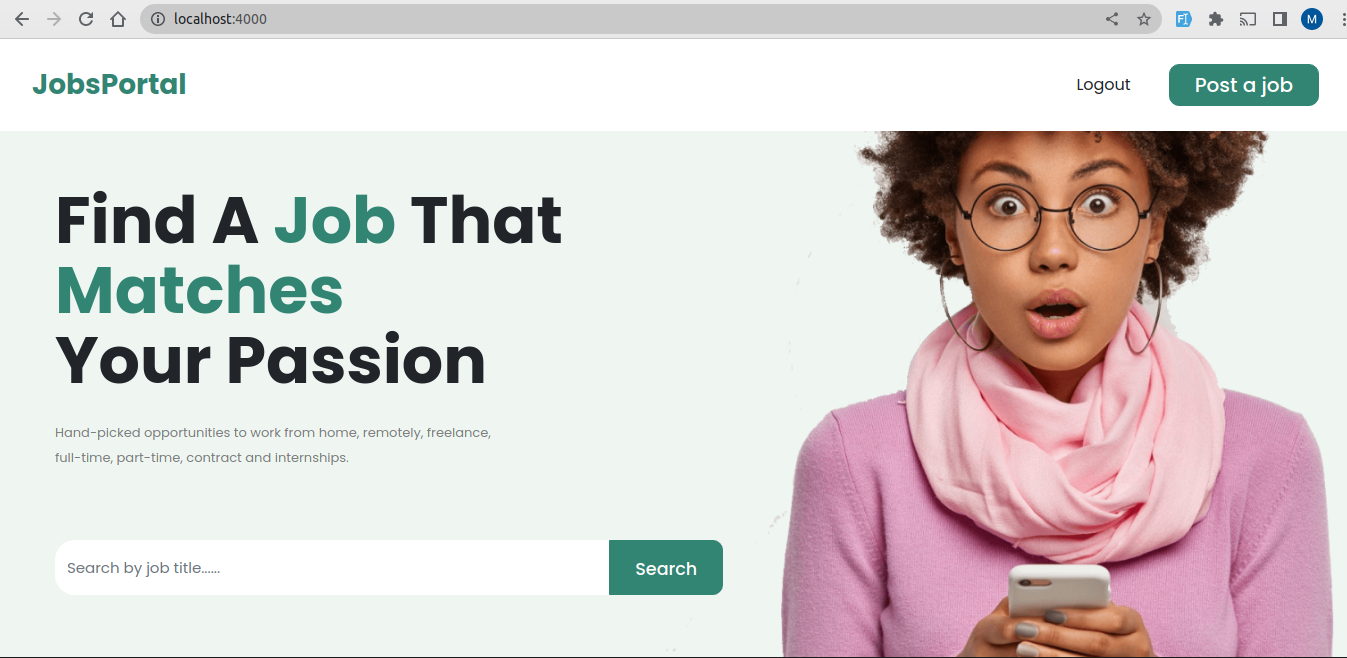 localhost:4000
M
JobsPortal
Logout
Post a job
Find A Job That
Matches
Your Passion
Hand-picked opportunities to work from home, remotely, freelance,
full-time, part-time, contract and internships.
Search by job title......
Search